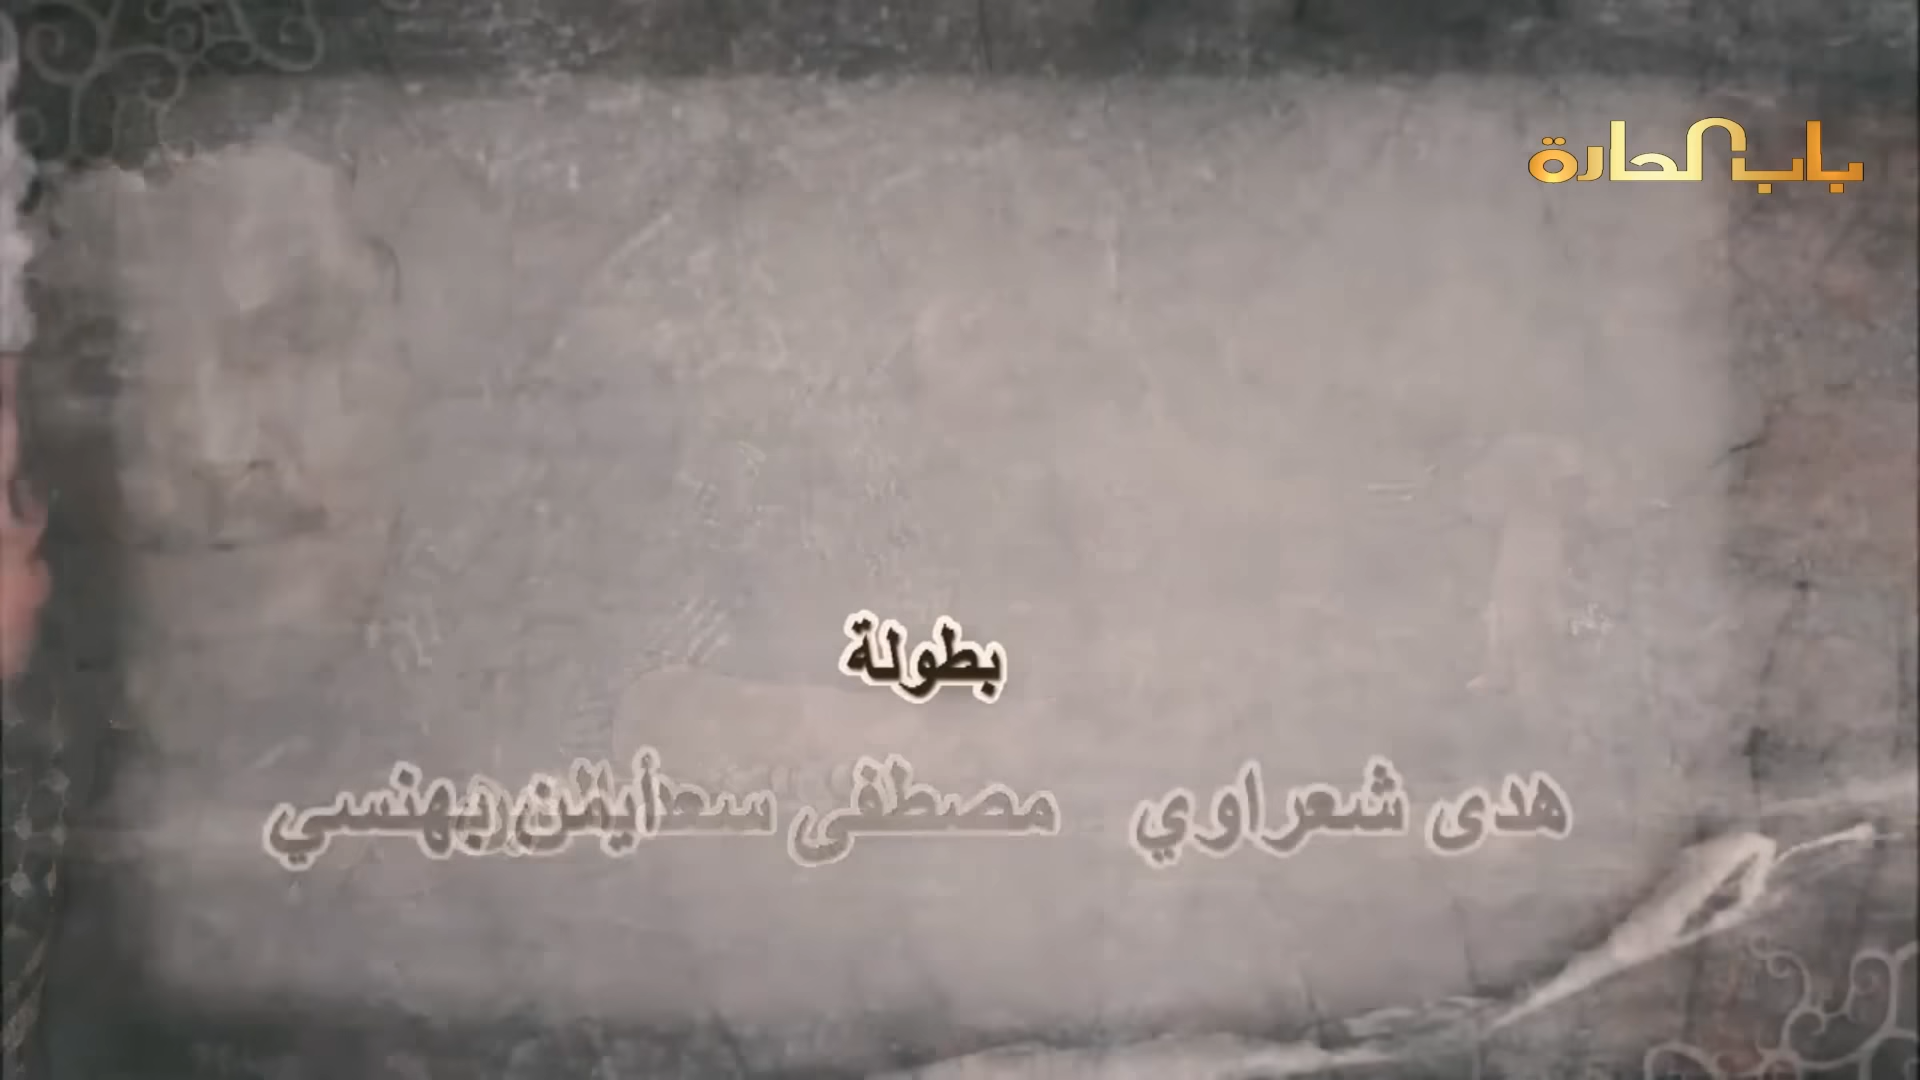 باب الحارة
بطولة
هدى شعراوي مصطفى سعد أيمن بهنسي